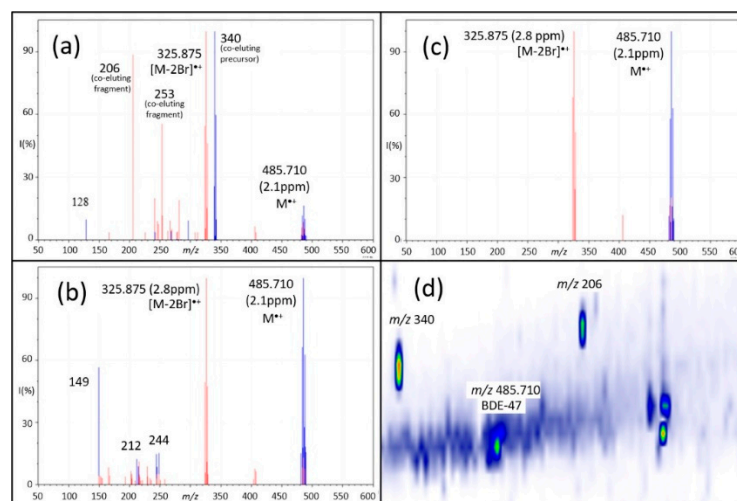 (a)
340
(co-eluting
precursor)
206
(co-eluting
fragment)
325.875
[M-2Br]•+
253
(co-eluting
fragment)
485.710
(2.1ppm)
M•+
128
90
60
I(%)
30
0
50 100 150 200 250 300 350 400 450 500 550 600
m/z
(c)
325.875 (2.8 ppm)
[M-2Br]•+
485.710
(2.1ppm)
M•+
90
60
I(%)
30
0
50 100 150 200 250 300 350 400 450 500 550 600
m/z
(b)
325.875 (2.8ppm)
[M-2Br]•+
485.710
(2.1ppm)
M•+
149
212
244
90
60
I(%)
30
0
50 100 150 200 250 300 350 400 450 500 550 600
m/z
(d)
m/z 206
m/z 340
m/z 485.710
BDE-47